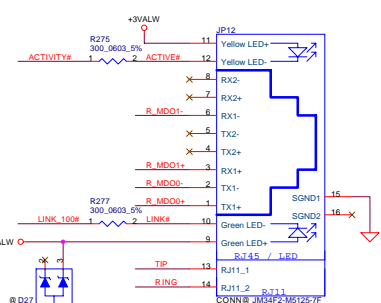 +3VALW
JP12
R275
300_0603_5%
11 Yellow LED+
ACTIVITY# 1 2 ACTIVE# 12 Yellow LED-
8 RX2-
7 RX2+
R_MDO1- 6 RX1-
5 TX2-
4 TX2+
R_MDO1+ 3 RX1+
R_MDO0- 2 TX1-
SGND1 15
R277
300_0603_5%
R_MDO0+ 1 TX1+
SGND2 16
LINK_100# 1 2 LINK# 10 Green LED-
ALW 9 Green LED+
RJ45 / LED
2 3
TIP 13 RJ11_1
RING 14 RJ11_2
RJ11
@ D27
CONN@ JM34F2-M5125-7F